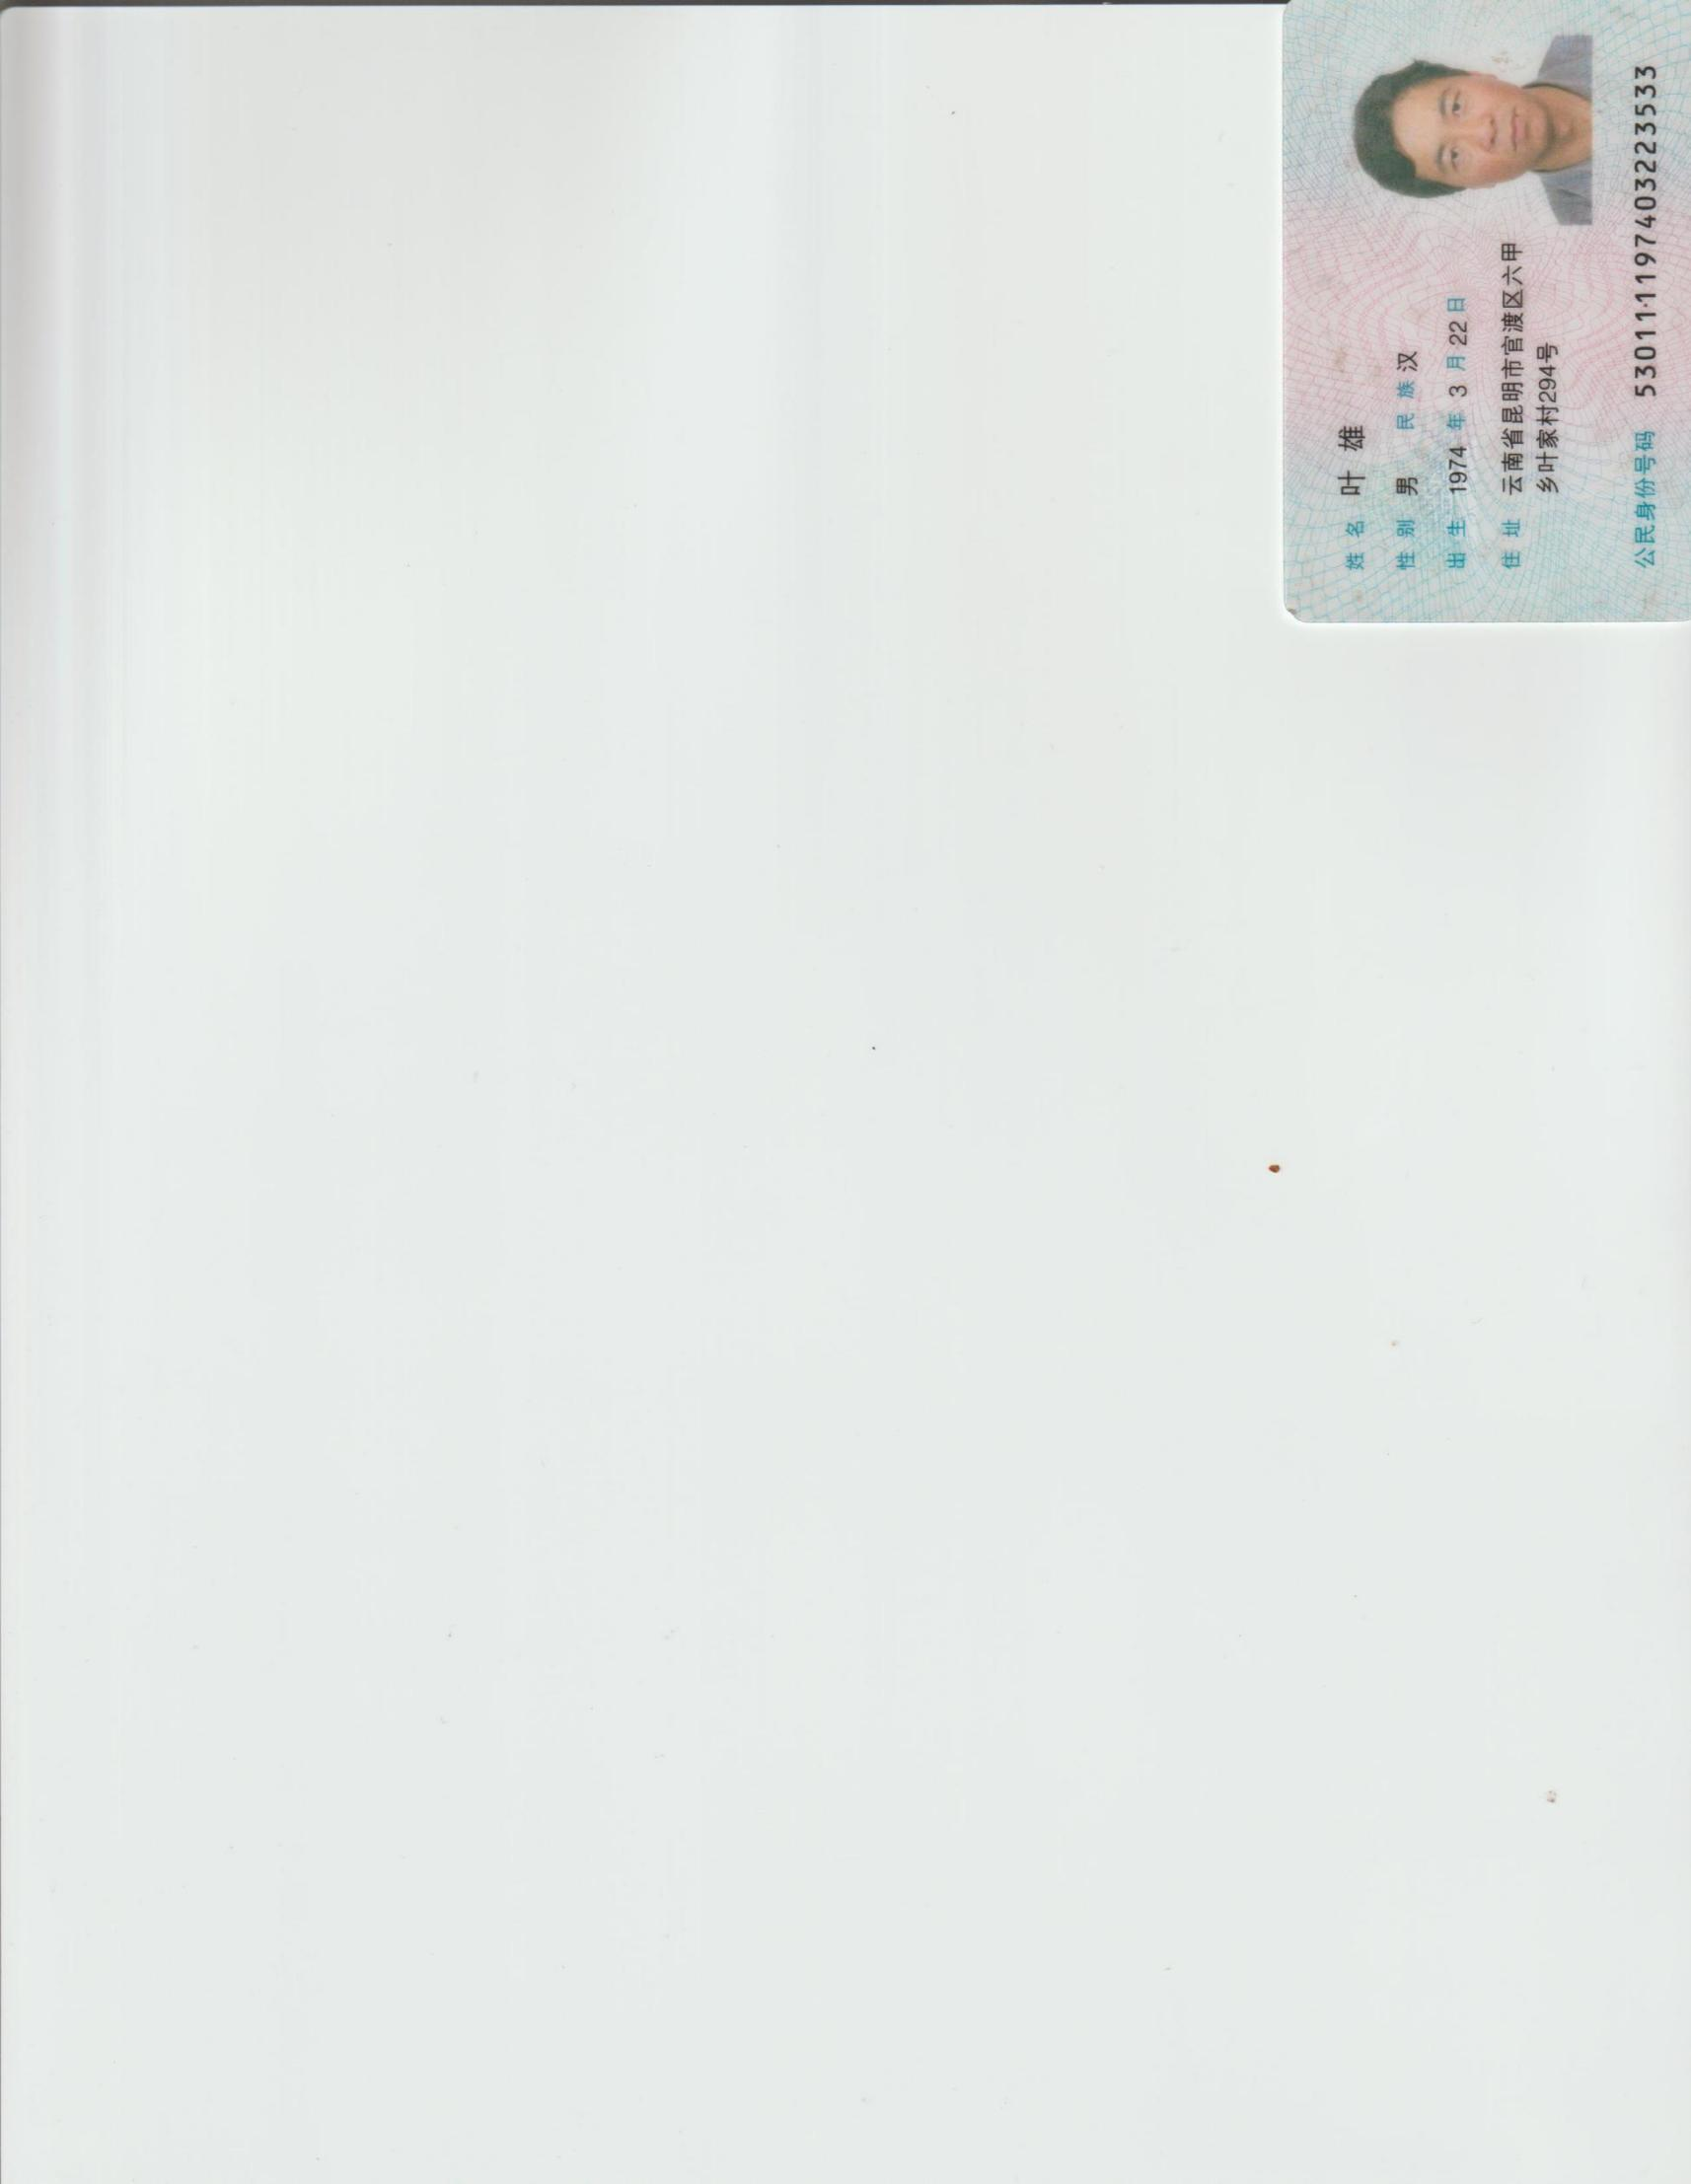 姓名 叶雄
性别 男 民族 汉
出生 1974 年 3 月 22 日
住址 云南省昆明市官渡区六甲
乡叶家村294号
公民身份号码 530111197403223533